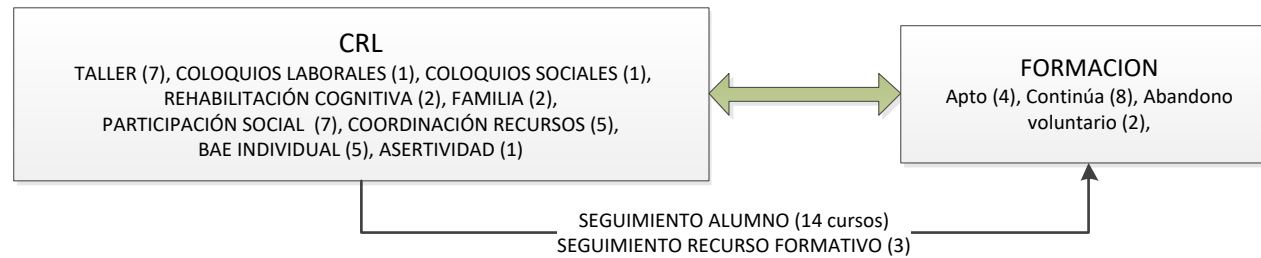 CRL
TALLER (7), COLOQUIOS LABORALES (1), COLOQUIOS SOCIALES (1),
REHABILITACIÓN COGNITIVA (2), FAMILIA (2),
PARTICIPACIÓN SOCIAL  (7), COORDINACIÓN RECURSOS (5),
BAE INDIVIDUAL (5), ASERTIVIDAD (1)
FORMACION
Apto (4), Continúa (8), Abandono
voluntario (2),
SEGUIMIENTO ALUMNO (14 cursos)
SEGUIMIENTO RECURSO FORMATIVO (3)